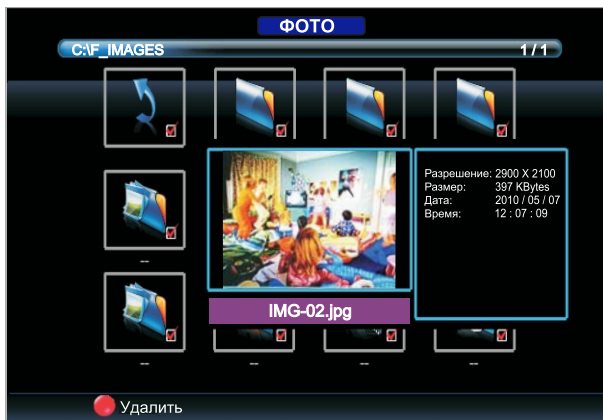 ФОТО
C:\F_IMAGES 1 / 1
Разрешение: 2900 X 2100
Размер: 397 KBytes
Дата: 2010 / 05 / 07
Время: 12 : 07 : 09
--
IMG-02.jpg
-- -- -- --
Удалить